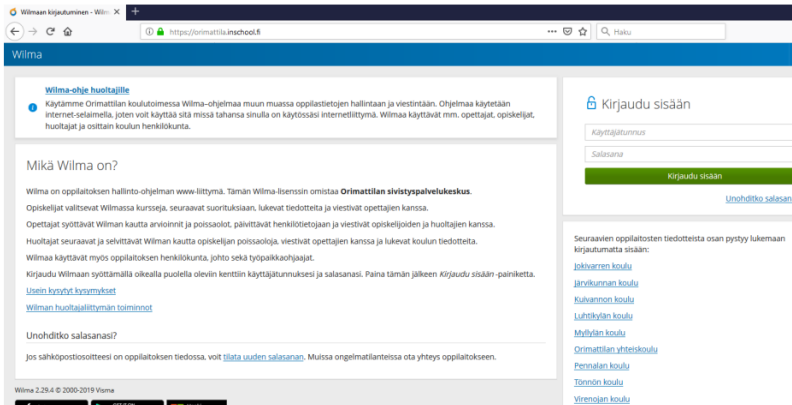 Wilmaan kirjautuminen - Wilm
https://orimattila.inschool.fi
Haku
Wilma
Wilma-ohje huoltajille
Käytämme Orimattilan koulutoimessa Wilma–ohjelmaa muun muassa oppilastietojen hallintaan ja viestintään. Ohjelmaa käytetään
internet-selaimella, joten voit käyttää sitä missä tahansa sinulla on käytössäsi internetliittymä. Wilmaa käyttävät mm. opettajat, opiskelijat,
huoltajat ja osittain koulun henkilökunta.
Mikä Wilma on?
Wilma on oppilaitoksen hallinto-ohjelman www-liittymä. Tämän Wilma-lisenssin omistaa Orimattilan sivistyspalvelukeskus.
Opiskelijat valitsevat Wilmassa kursseja, seuraavat suorituksiaan, lukevat tiedotteita ja viestivät opettajien kanssa.
Opettajat syöttävät Wilman kautta arvioinnit ja poissaolot, päivittävät henkilötietojaan ja viestivät opiskelijoiden ja huoltajien kanssa.
Huoltajat seuraavat ja selvittävät Wilman kautta opiskelijan poissaoloja, viestivät opettajien kanssa ja lukevat koulun tiedotteita.
Wilmaa käyttävät myös oppilaitoksen henkilökunta, johto sekä työpaikkaohjaajat.
Kirjaudu Wilmaan syöttämällä oikealla puolella oleviin kenttiin käyttäjätunnuksesi ja salasanasi. Paina tämän jälkeen Kirjaudu sisään -painiketta.
Usein kysytyt kysymykset
Wilman huoltajaliittymän toiminnot
Unohditko salasanasi?
Jos sähköpostiosoitteesi on oppilaitoksen tiedossa, voit tilata uuden salasanan. Muissa ongelmatilanteissa ota yhteys oppilaitokseen.
Wilma 2.29.4 © 2000-2019 Visma
Kirjaudu sisään
Käyttäjätunnus
Salasana
Kirjaudu sisään
Unohditko salasan
Seuraavien oppilaitosten tiedotteista osan pystyy lukemaan
kirjautumatta sisään:
Jokivarren koulu
Järvikunnan koulu
Kuivannon koulu
Luhtikylän koulu
Myllylän koulu
Orimattilan yhteiskoulu
Pennalan koulu
Tönnön koulu
Virenojan koulu